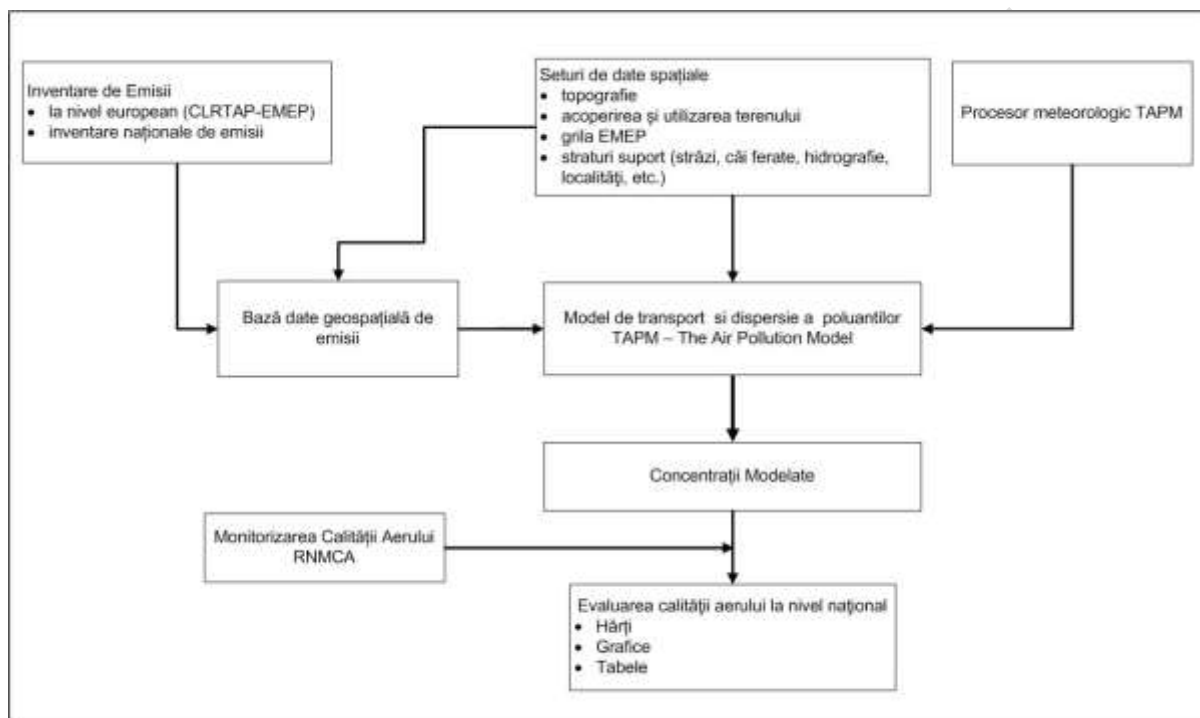 Inventare de Emisii
• la nivel european (CLRTAP-EMEP)
• inventare naționale de emisii
Seturi de date spațiale
• topografie
• acoperirea și utilizarea terenului
• grila EMEP
• straturi suport (străzi, căi ferate, hidrografie,
localități, etc.)
Procesor meteorologic TAPM
Bază date geospațială de
emisii
Model de transport si dispersie a poluantilor
TAPM – The Air Pollution Model
Concentrații Modelate
Monitorizarea Calității Aerului
RNMCA
Evaluarea calității aerului la nivel național
• Hărți
• Grafice
• Tabele